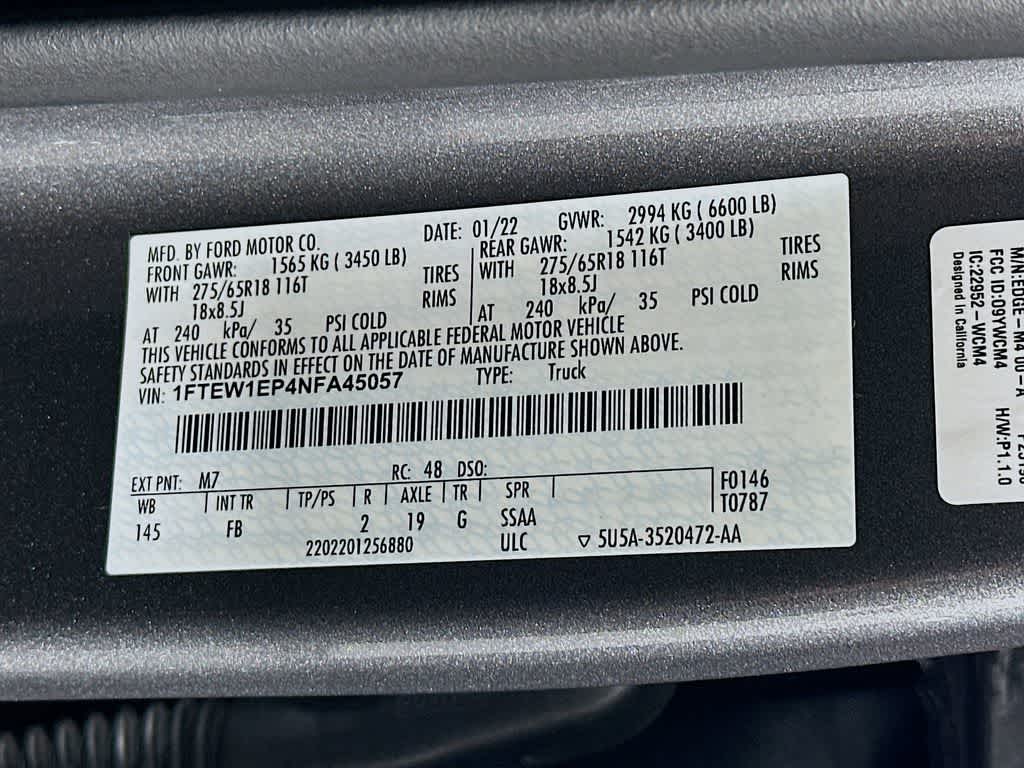 MFD. BY FORD MOTOR CO. DATE: 01/22 GVWR: 2994 KG ( 6600 LB)
FRONT GAWR: 1565 KG ( 3450 LB) REAR GAWR: 1542 KG ( 3400 LB)
WITH 275/65R18 116T TIRES WITH 275/65R18 116T TIRES
18x8.5J RIMS 18x8.5J RIMS
AT 240 kPa/ 35 PSI COLD AT 240 kPa/ 35 PSI COLD
THIS VEHICLE CONFORMS TO ALL APPLICABLE FEDERAL MOTOR VEHICLE
SAFETY STANDARDS IN EFFECT ON THE DATE OF MANUFACTURE SHOWN ABOVE.
VIN: 1FTEW1EP4NFA45057 TYPE: Truck
EXT PNT: M7 RC: 48 DSO: F0146
WB INT TR TP/PS R AXLE TR SPR T0787
145 FB 2 19 G SSAA
2202201256880 ULC ▽ 5U5A-3520472-AA
M/N:EDGE-M4
FCC ID:O9YWCM4 H/W:P1.1.0
IC:22952-WCM4
Designed in California